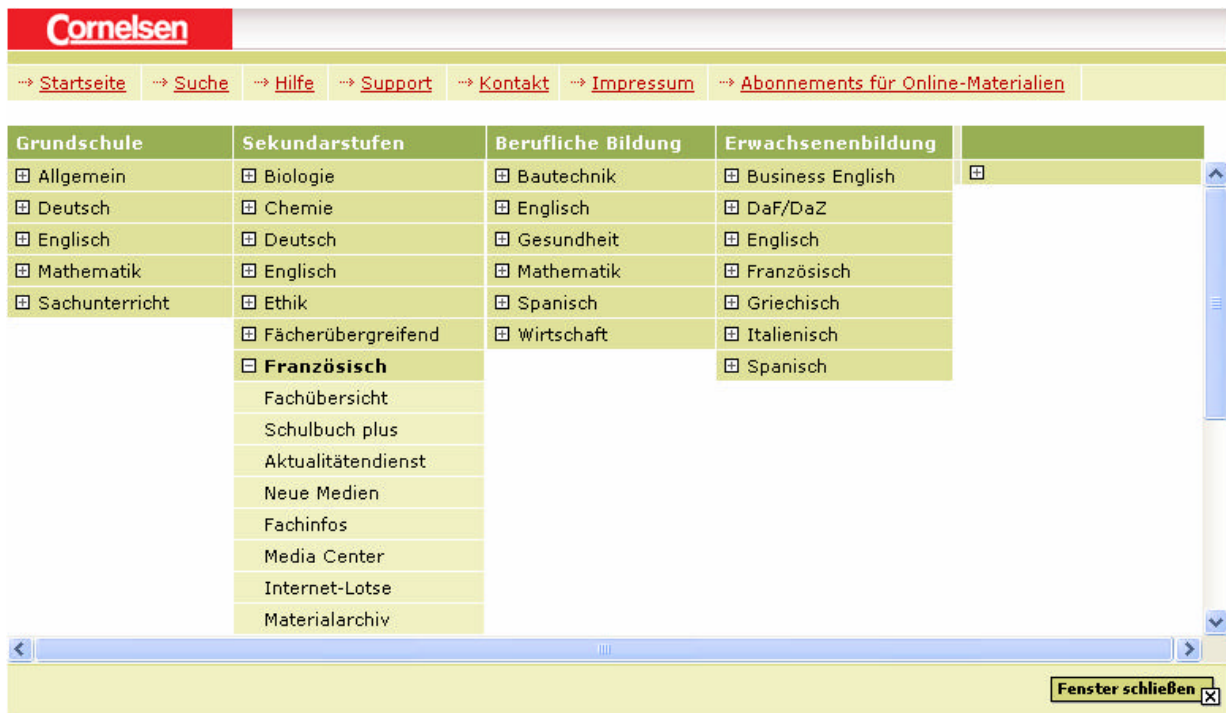 Cornelsen
Startseite Suche Hilfe Support Kontakt Impressum Abonnements für Online-Materialien
Grundschule Sekundarstufen Berufliche Bildung Erwachsenenbildung
Allgemein Biologie Bautechnik Business English
Deutsch Chemie Englisch DaF/DaZ
Englisch Deutsch Gesundheit Englisch
Mathematik Englisch Mathematik Französisch
Sachunterricht Ethik Spanisch Griechisch
Fächerübergreifend Wirtschaft Italienisch
Französisch Spanisch
Fachübersicht
Schulbuch plus
Aktualitätendienst
Neue Medien
Fachinfos
Media Center
Internet-Lotse
Materialarchiv
Fenster schließen